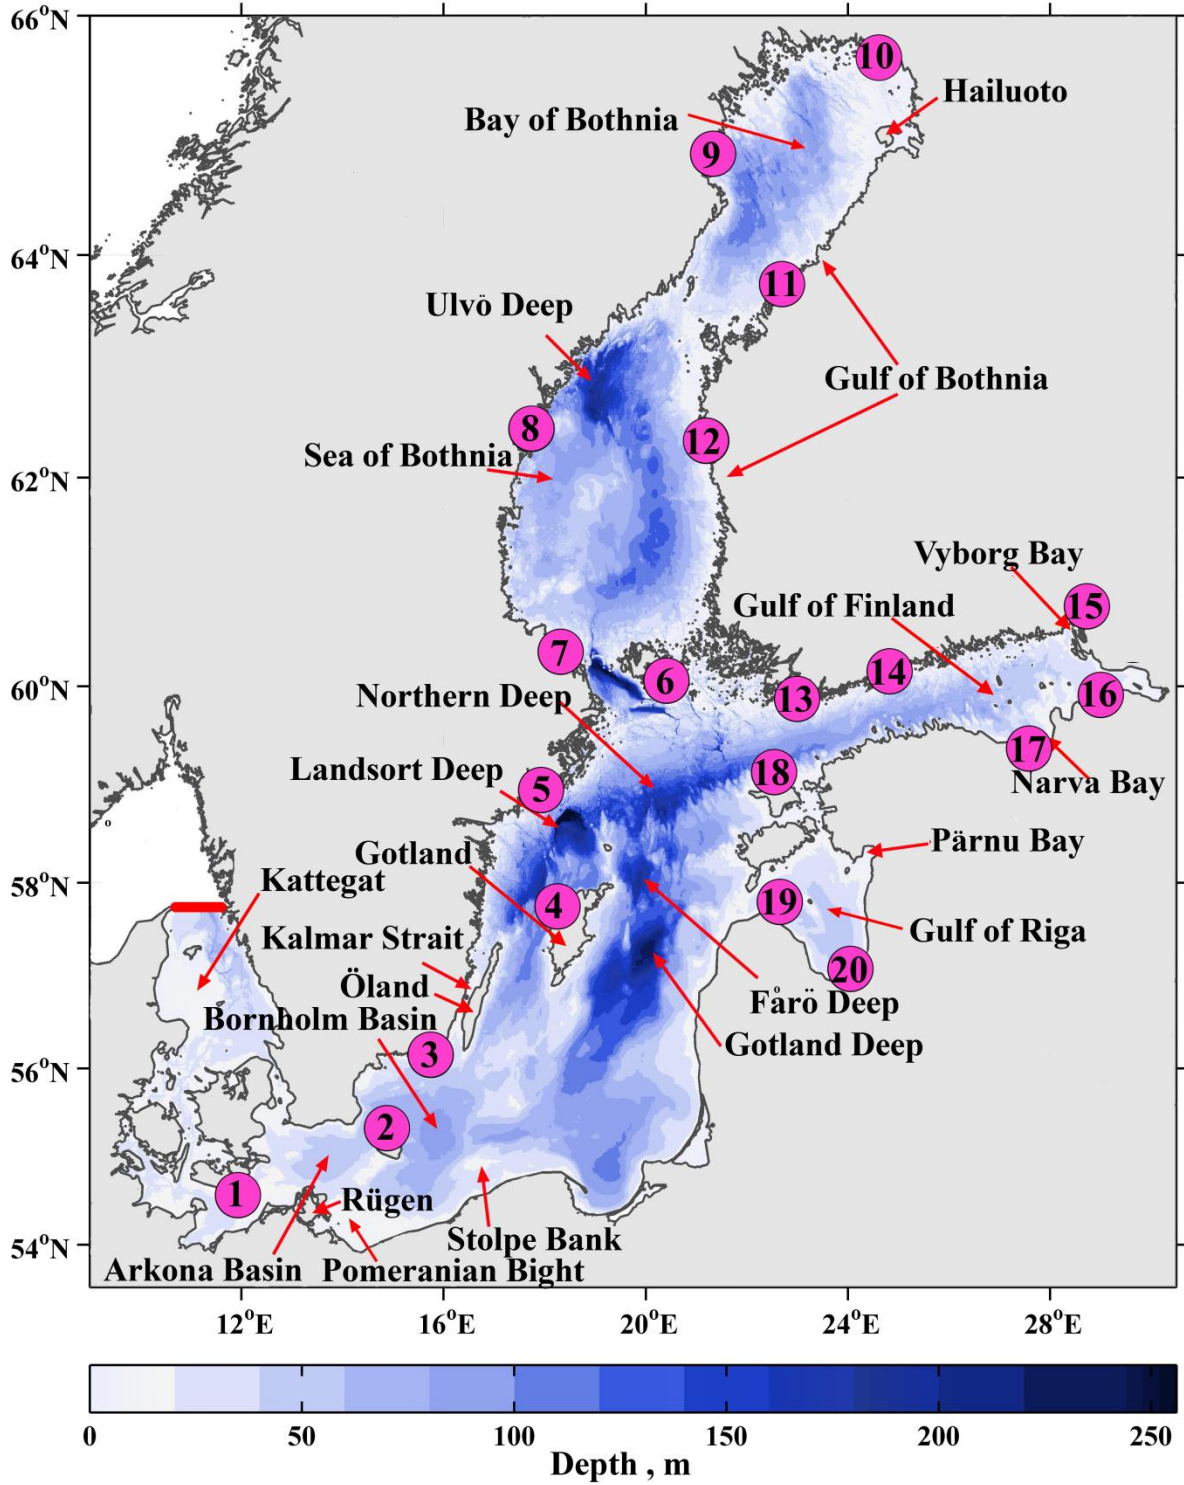 66°N
10
Hailuoto
Bay of Bothnia
9
64°N
11
Ulvö Deep
Gulf of Bothnia
8
12
Sea of Bothnia
62°N
Vyborg Bay
15
Gulf of Finland
7
6
14
60°N
Northern Deep
13
16
17
Landsort Deep
5
18
Narva Bay
Pärnu Bay
Gotland
58°N
Kattegat
4
19
Gulf of Riga
Kalmar Strait
20
Öland
Fårö Deep
Bornholm Basin
Gotland Deep
56°N
3
2
1
Rügen
Stolpe Bank
54°N
Arkona Basin
Pomeranian Bight
12°E 16°E 20°E 24°E 28°E
0 50 100 150 200 250
Depth , m